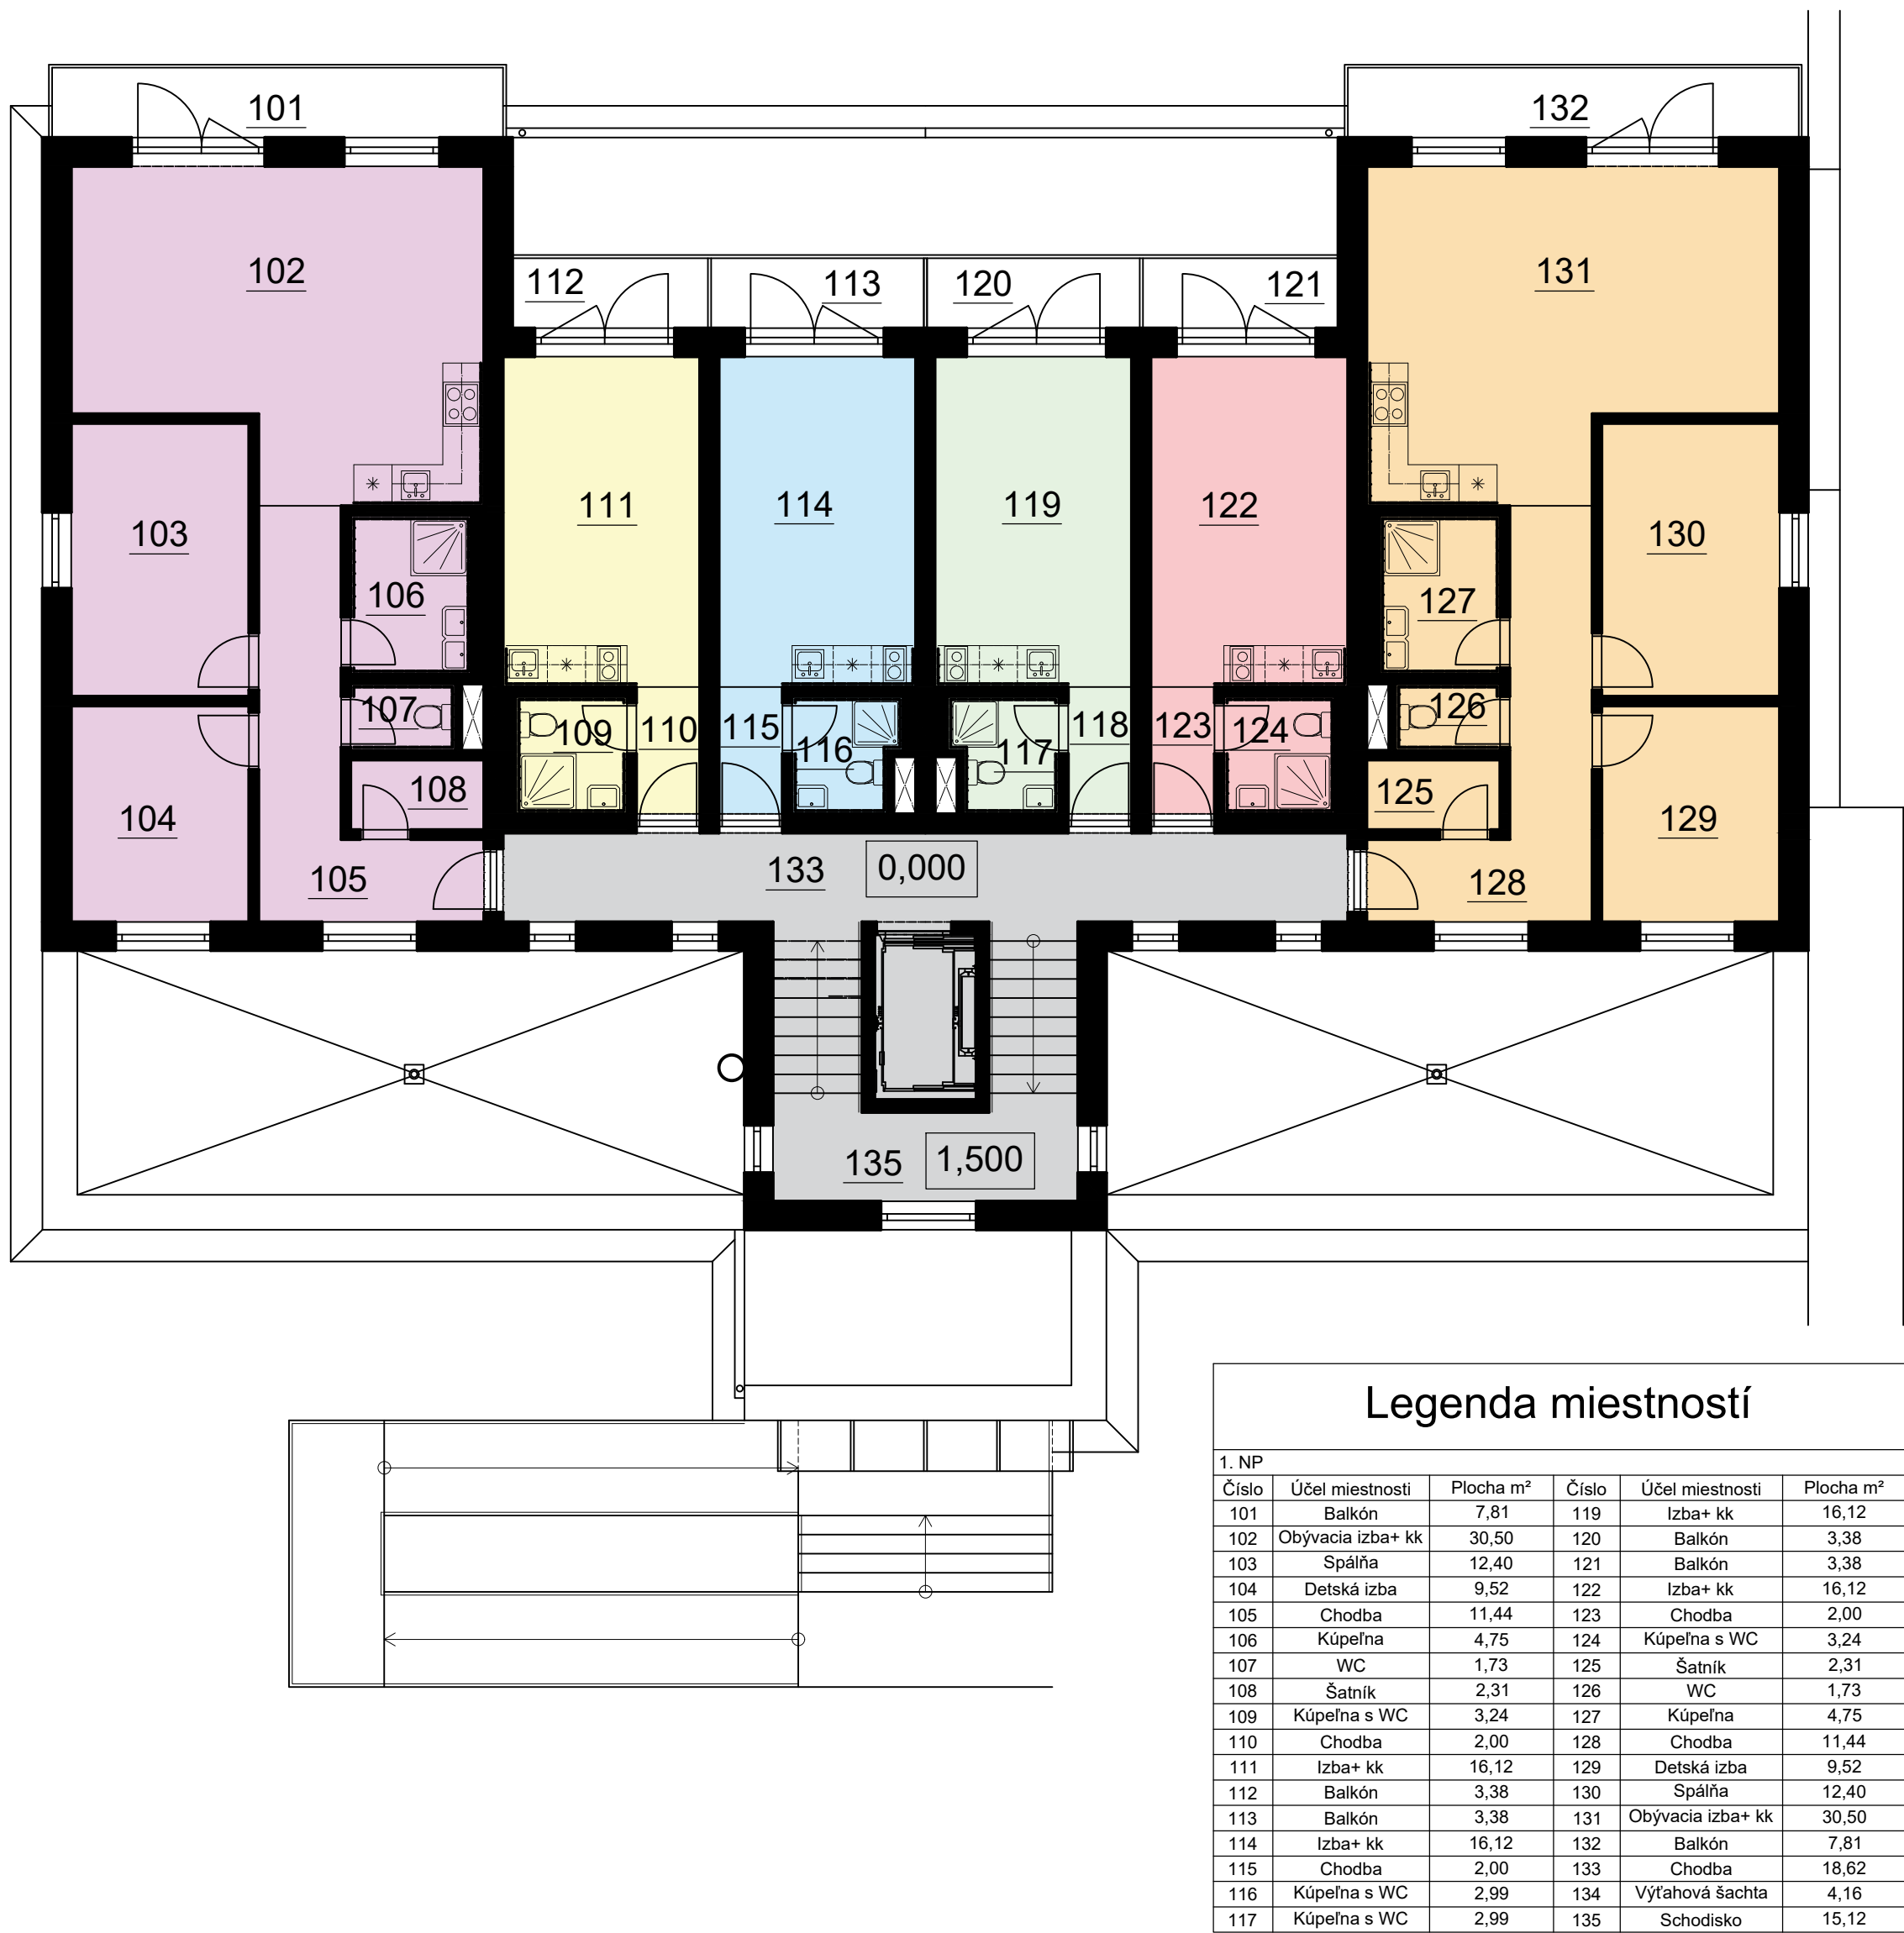 101
132
102
131
112
113
120
121
111
114
119
122
103
130
106
127
107
126
109
110
115
116
117
118
123
124
108
125
104
129
105
133
0,000
128
135
1,500
Legenda miestností
1. NP
Číslo Účel miestnosti Plocha m² Číslo Účel miestnosti Plocha m²
101 Balkón 7,81 119 Izba+ kk 16,12
102 Obývacia izba+ kk 30,50 120 Balkón 3,38
103 Spálňa 12,40 121 Balkón 3,38
104 Detská izba 9,52 122 Izba+ kk 16,12
105 Chodba 11,44 123 Chodba 2,00
106 Kúpeľna 4,75 124 Kúpeľna s WC 3,24
107 WC 1,73 125 Šatník 2,31
108 Šatník 2,31 126 WC 1,73
109 Kúpeľna s WC 3,24 127 Kúpeľna 4,75
110 Chodba 2,00 128 Chodba 11,44
111 Izba+ kk 16,12 129 Detská izba 9,52
112 Balkón 3,38 130 Spálňa 12,40
113 Balkón 3,38 131 Obývacia izba+ kk 30,50
114 Izba+ kk 16,12 132 Balkón 7,81
115 Chodba 2,00 133 Chodba 18,62
116 Kúpeľna s WC 2,99 134 Výťahová šachta 4,16
117 Kúpeľna s WC 2,99 135 Schodisko 15,12